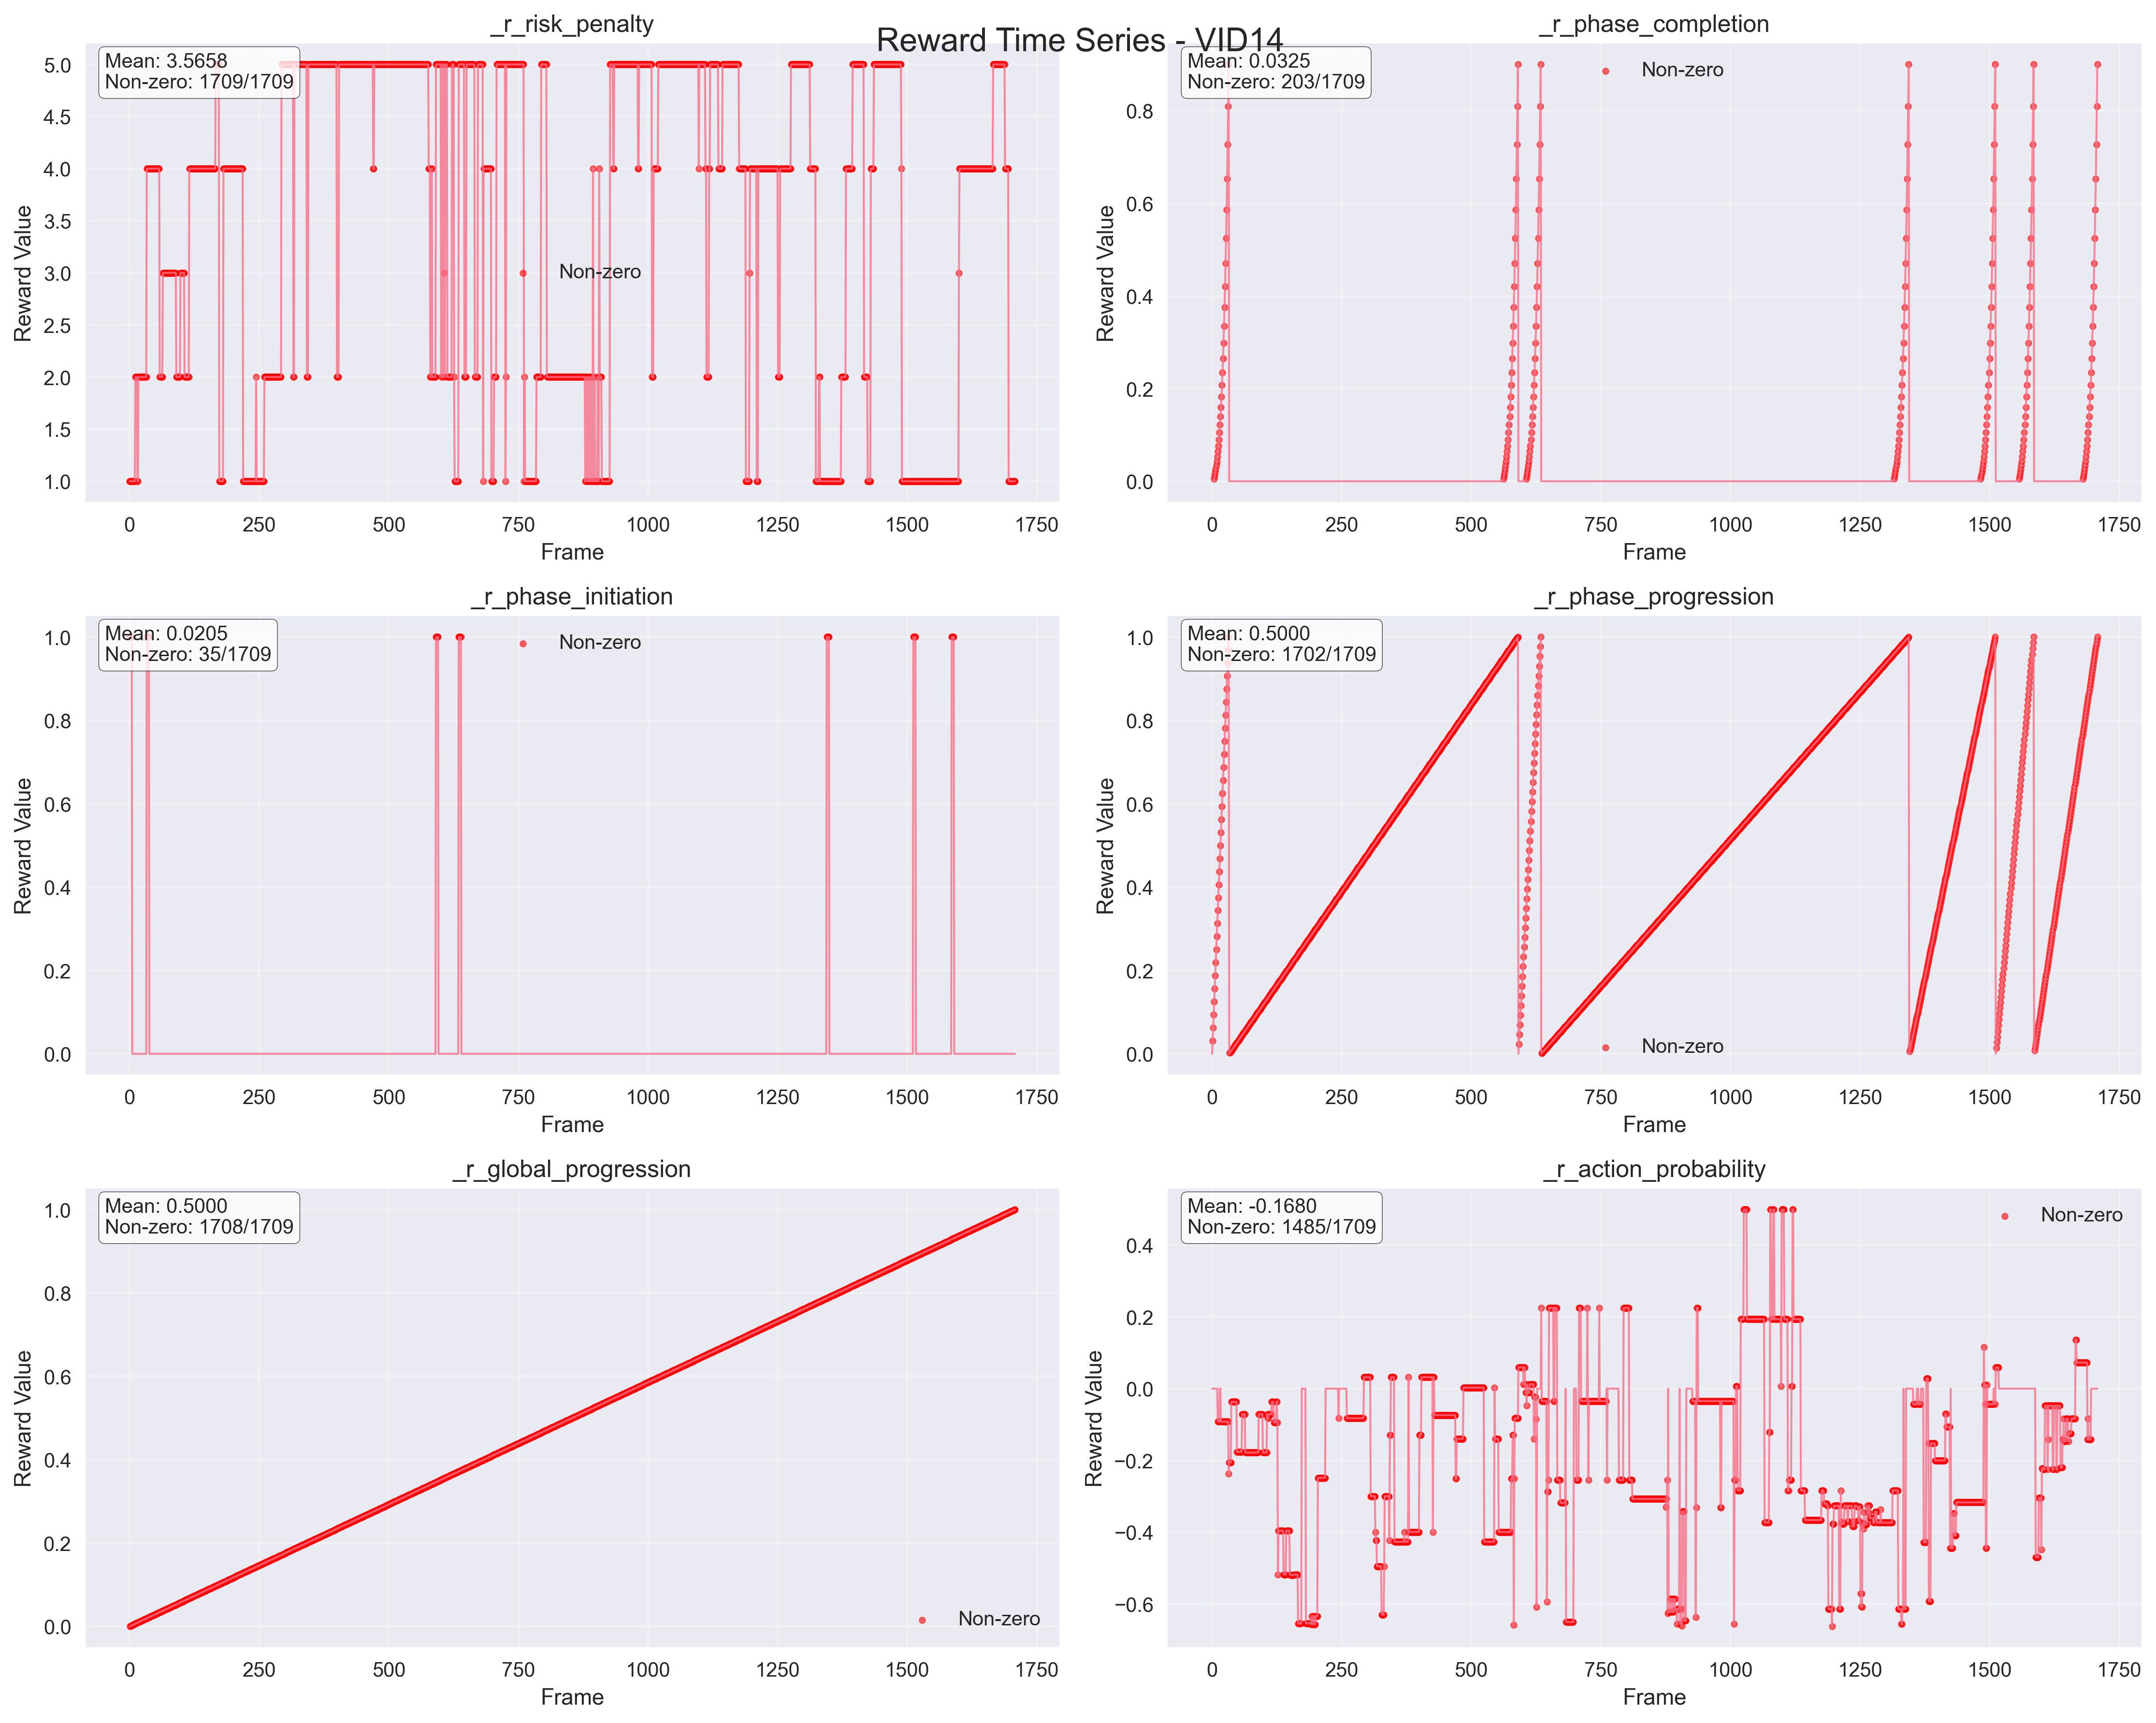 Reward Time Series - VID14
_r_risk_penalty
Mean: 3.5658
Non-zero: 1709/1709
Non-zero
Reward Value
5.0
4.5
4.0
3.5
3.0
2.5
2.0
1.5
1.0
0 250 500 750 1000 1250 1500 1750
Frame
_r_phase_completion
Mean: 0.0325
Non-zero: 203/1709
Non-zero
Reward Value
0.8
0.6
0.4
0.2
0.0
0 250 500 750 1000 1250 1500 1750
Frame
_r_phase_initiation
Mean: 0.0205
Non-zero: 35/1709
Non-zero
Reward Value
1.0
0.8
0.6
0.4
0.2
0.0
0 250 500 750 1000 1250 1500 1750
Frame
_r_phase_progression
Mean: 0.5000
Non-zero: 1702/1709
Non-zero
Reward Value
1.0
0.8
0.6
0.4
0.2
0.0
0 250 500 750 1000 1250 1500 1750
Frame
_r_global_progression
Mean: 0.5000
Non-zero: 1708/1709
Non-zero
Reward Value
1.0
0.8
0.6
0.4
0.2
0.0
0 250 500 750 1000 1250 1500 1750
Frame
_r_action_probability
Mean: -0.1680
Non-zero: 1485/1709
Non-zero
Reward Value
0.4
0.2
0.0
−0.2
−0.4
−0.6
0 250 500 750 1000 1250 1500 1750
Frame